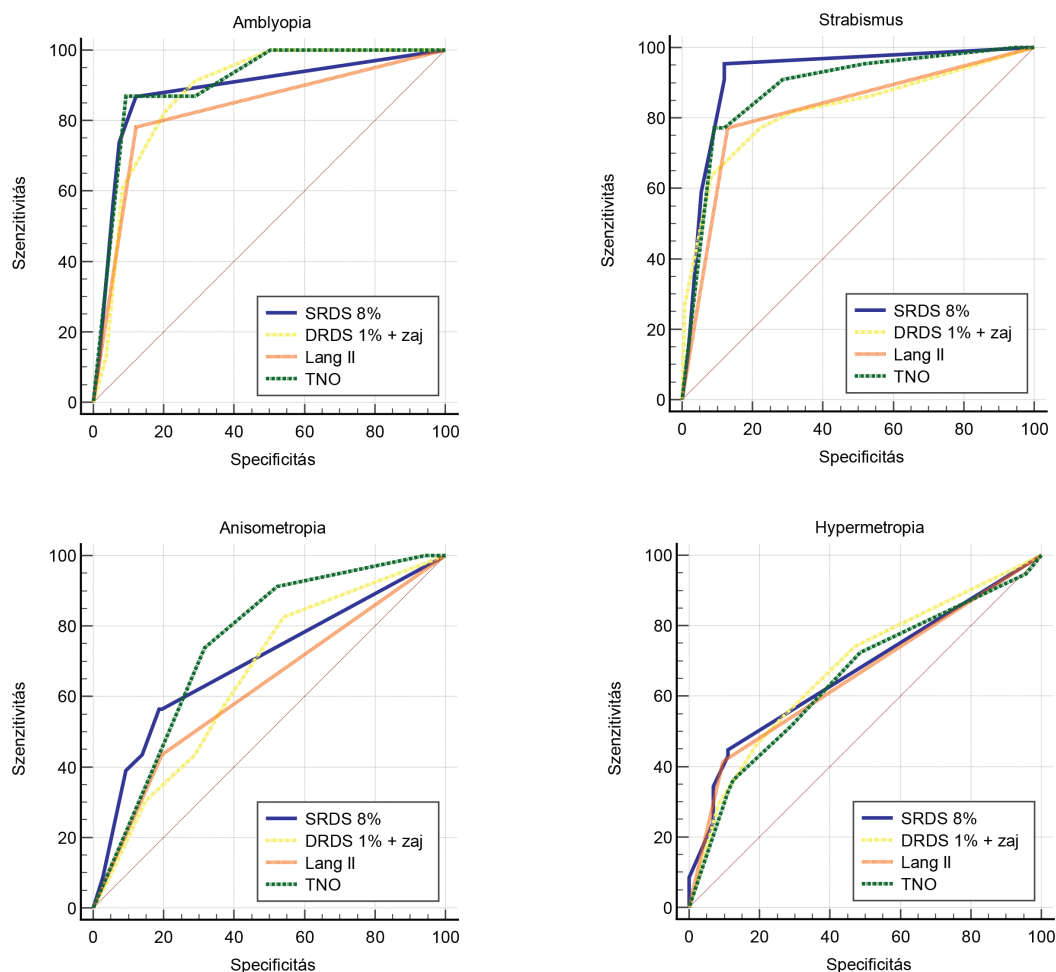 Amblyopia
100
80
60
40
20
0
Szenzitivitás
SRDS 8%
DRDS 1% + zaj
Lang II
TNO
0 20 40 60 80 100
Specificitás
Strabismus
100
80
60
40
20
0
Szenzitivitás
SRDS 8%
DRDS 1% + zaj
Lang II
TNO
0 20 40 60 80 100
Specificitás
Anisometropia
100
80
60
40
20
0
Szenzitivitás
SRDS 8%
DRDS 1% + zaj
Lang II
TNO
0 20 40 60 80 100
Specificitás
Hypermetropia
100
80
60
40
20
0
Szenzitivitás
SRDS 8%
DRDS 1% + zaj
Lang II
TNO
0 20 40 60 80 100
Specificitás